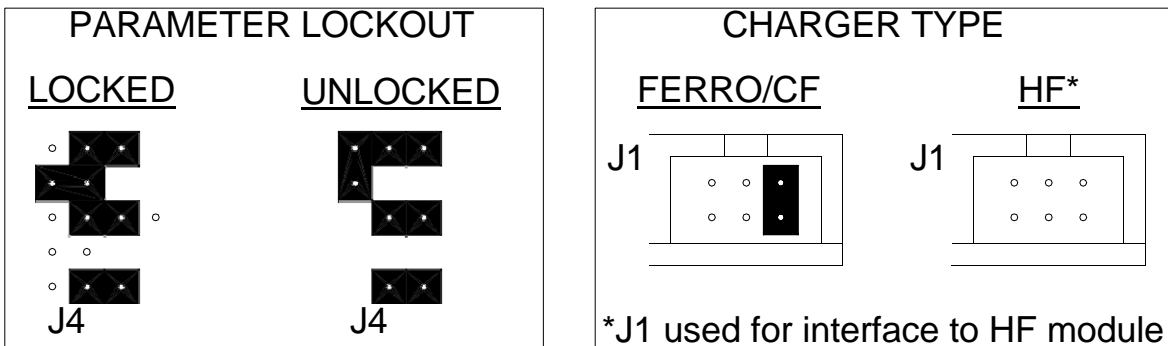 PARAMETER LOCKOUT
LOCKED
UNLOCKED
J4
J4
CHARGER TYPE
FERRO/CF
HF*
J1
J1
*J1 used for interface to HF module